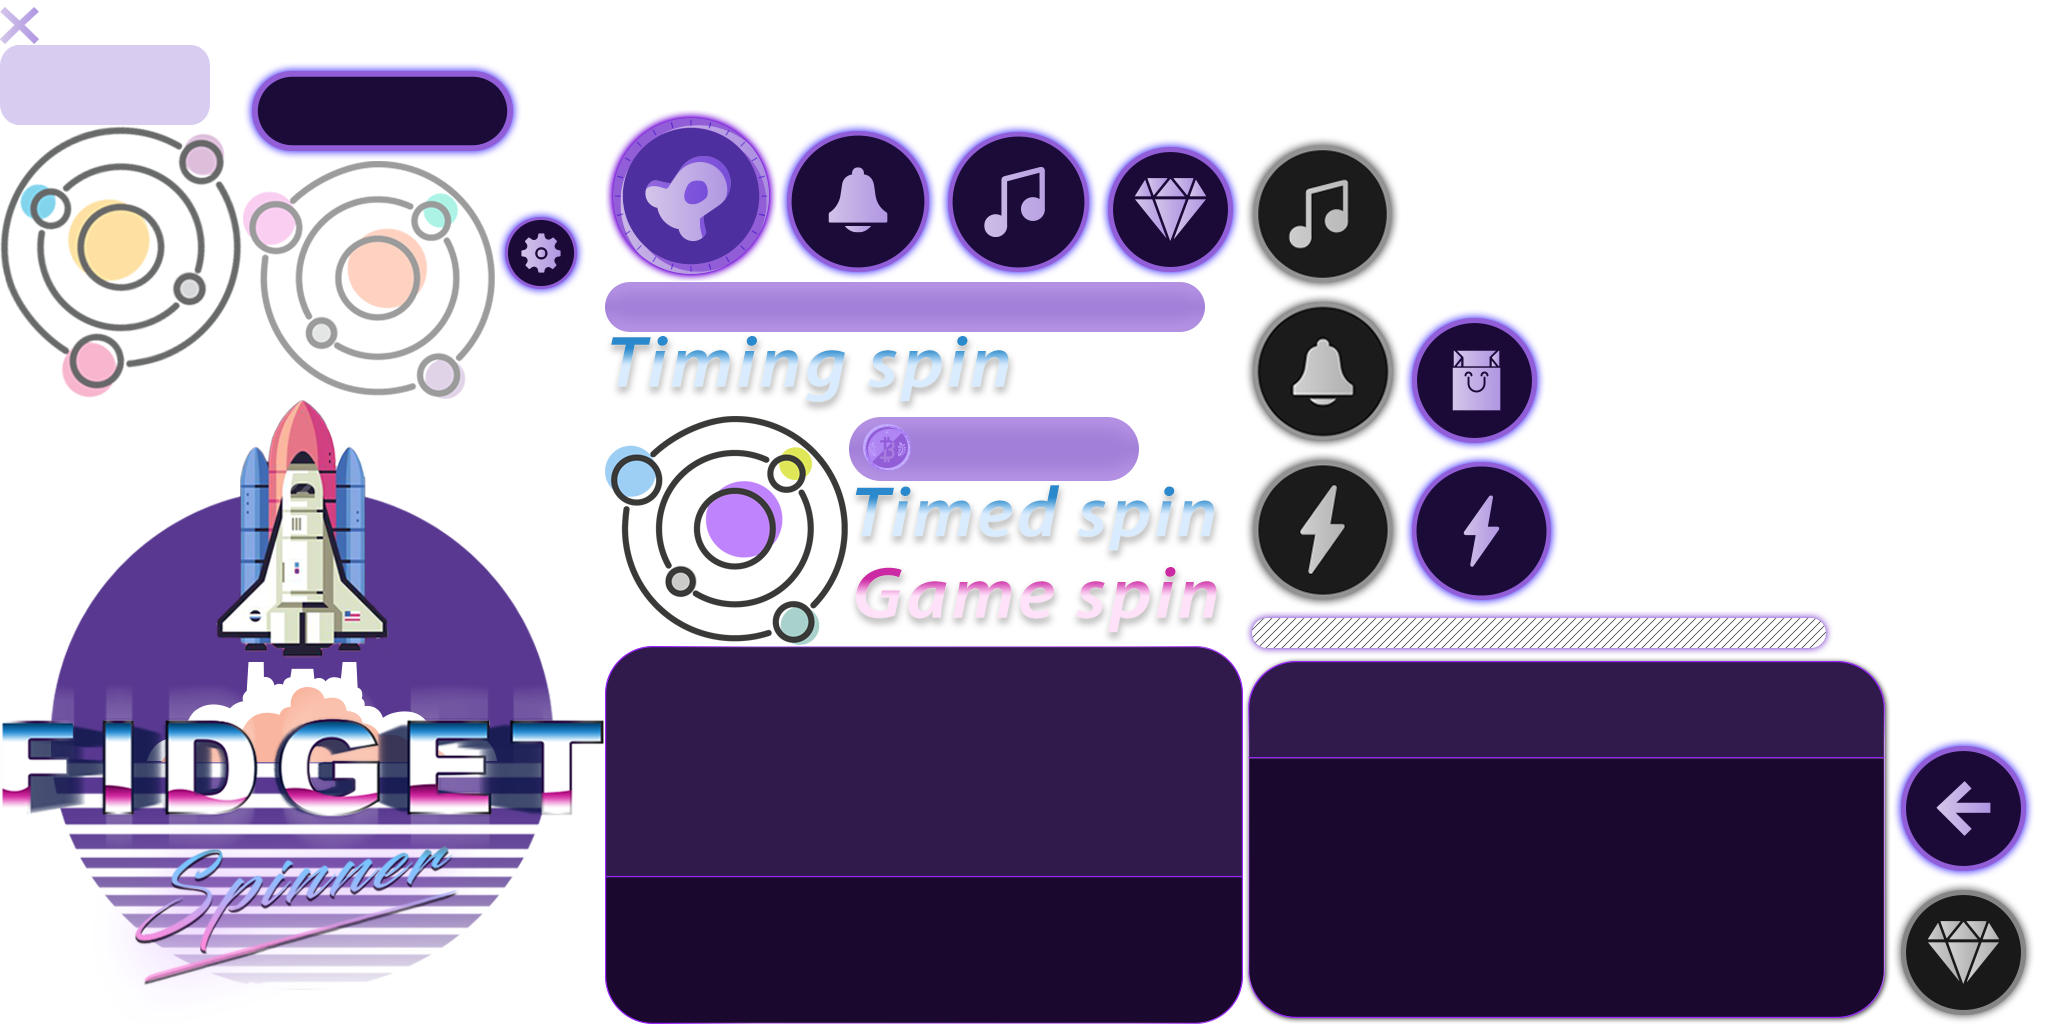 Timing spin
Timed spin
Game spin
FIDGET
Spinner